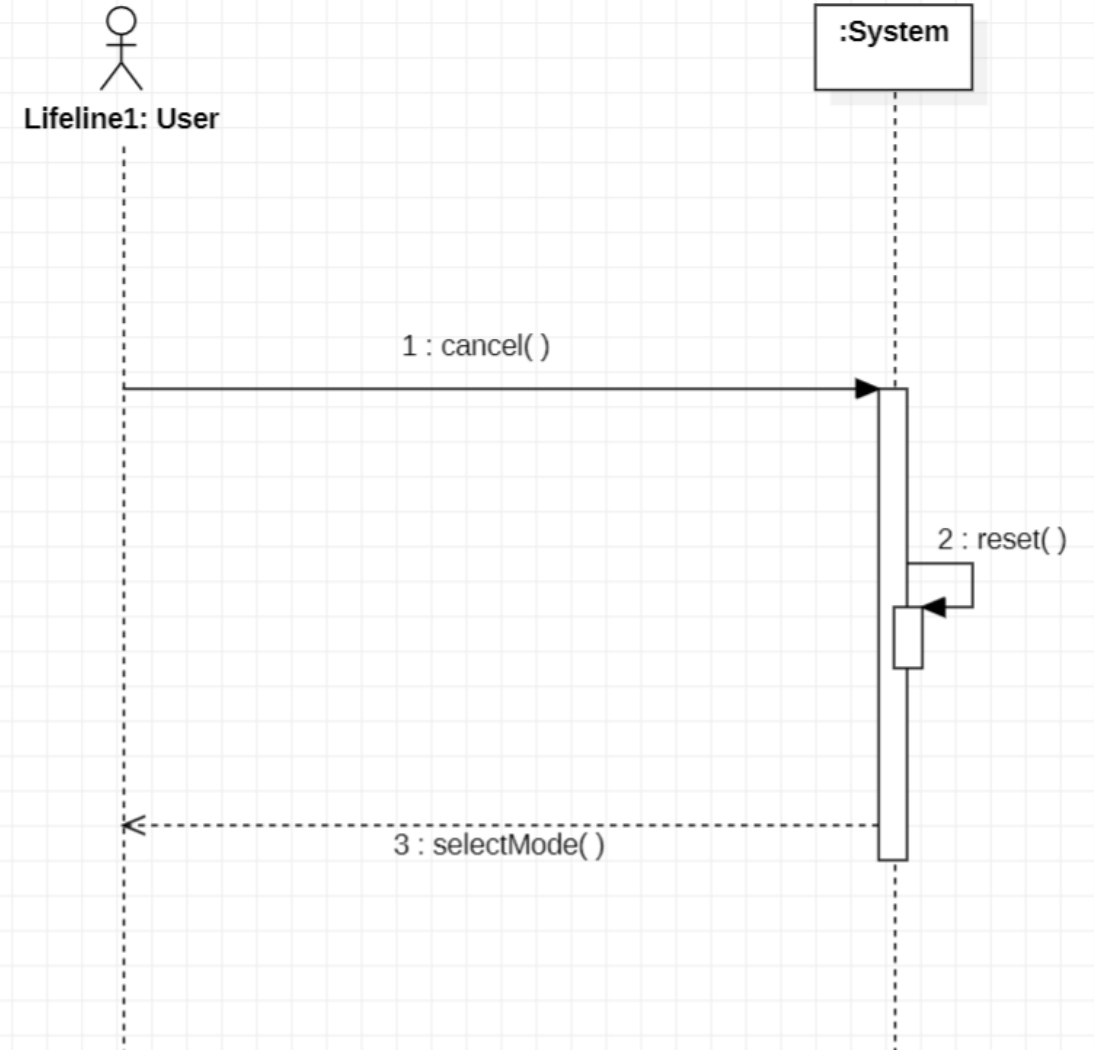 :System
Lifeline1: User
1 : cancel( )
2 : reset( )
3 : selectMode( )